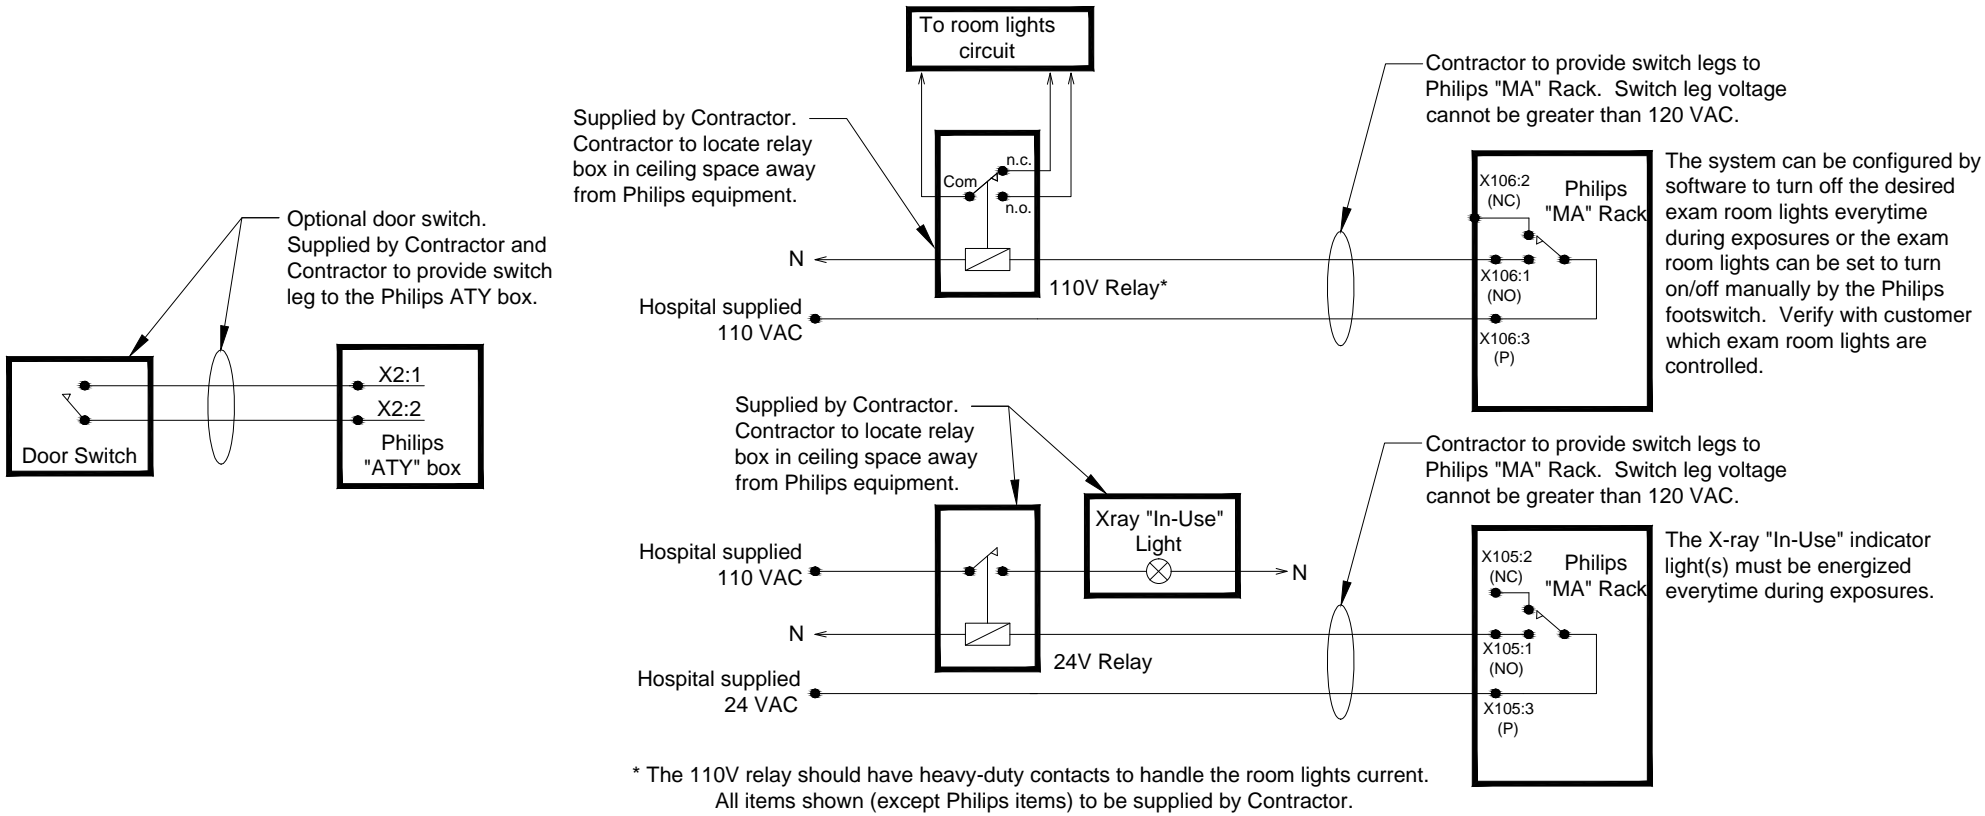 To room lights
circuit
Supplied by Contractor.
Contractor to locate relay
box in ceiling space away
from Philips equipment.
n.c.
Com
n.o.
N
110V Relay*
Hospital supplied
110 VAC
Contractor to provide switch legs to
Philips "MA" Rack. Switch leg voltage
cannot be greater than 120 VAC.
X106:2
(NC)
Philips
"MA" Rack
X106:1
(NO)
X106:3
(P)
The system can be configured by
software to turn off the desired
exam room lights everytime
during exposures or the exam
room lights can be set to turn
on/off manually by the Philips
footswitch. Verify with customer
which exam room lights are
controlled.
Optional door switch.
Supplied by Contractor and
Contractor to provide switch
leg to the Philips ATY box.
Door Switch
X2:1
X2:2
Philips
"ATY" box
Supplied by Contractor.
Contractor to locate relay
box in ceiling space away
from Philips equipment.
Xray "In-Use"
Light
Hospital supplied
110 VAC
N
N
24V Relay
Hospital supplied
24 VAC
Contractor to provide switch legs to
Philips "MA" Rack. Switch leg voltage
cannot be greater than 120 VAC.
X105:2
(NC)
Philips
"MA" Rack
X105:1
(NO)
X105:3
(P)
The X-ray "In-Use" indicator
light(s) must be energized
everytime during exposures.
* The 110V relay should have heavy-duty contacts to handle the room lights current.
All items shown (except Philips items) to be supplied by Contractor.